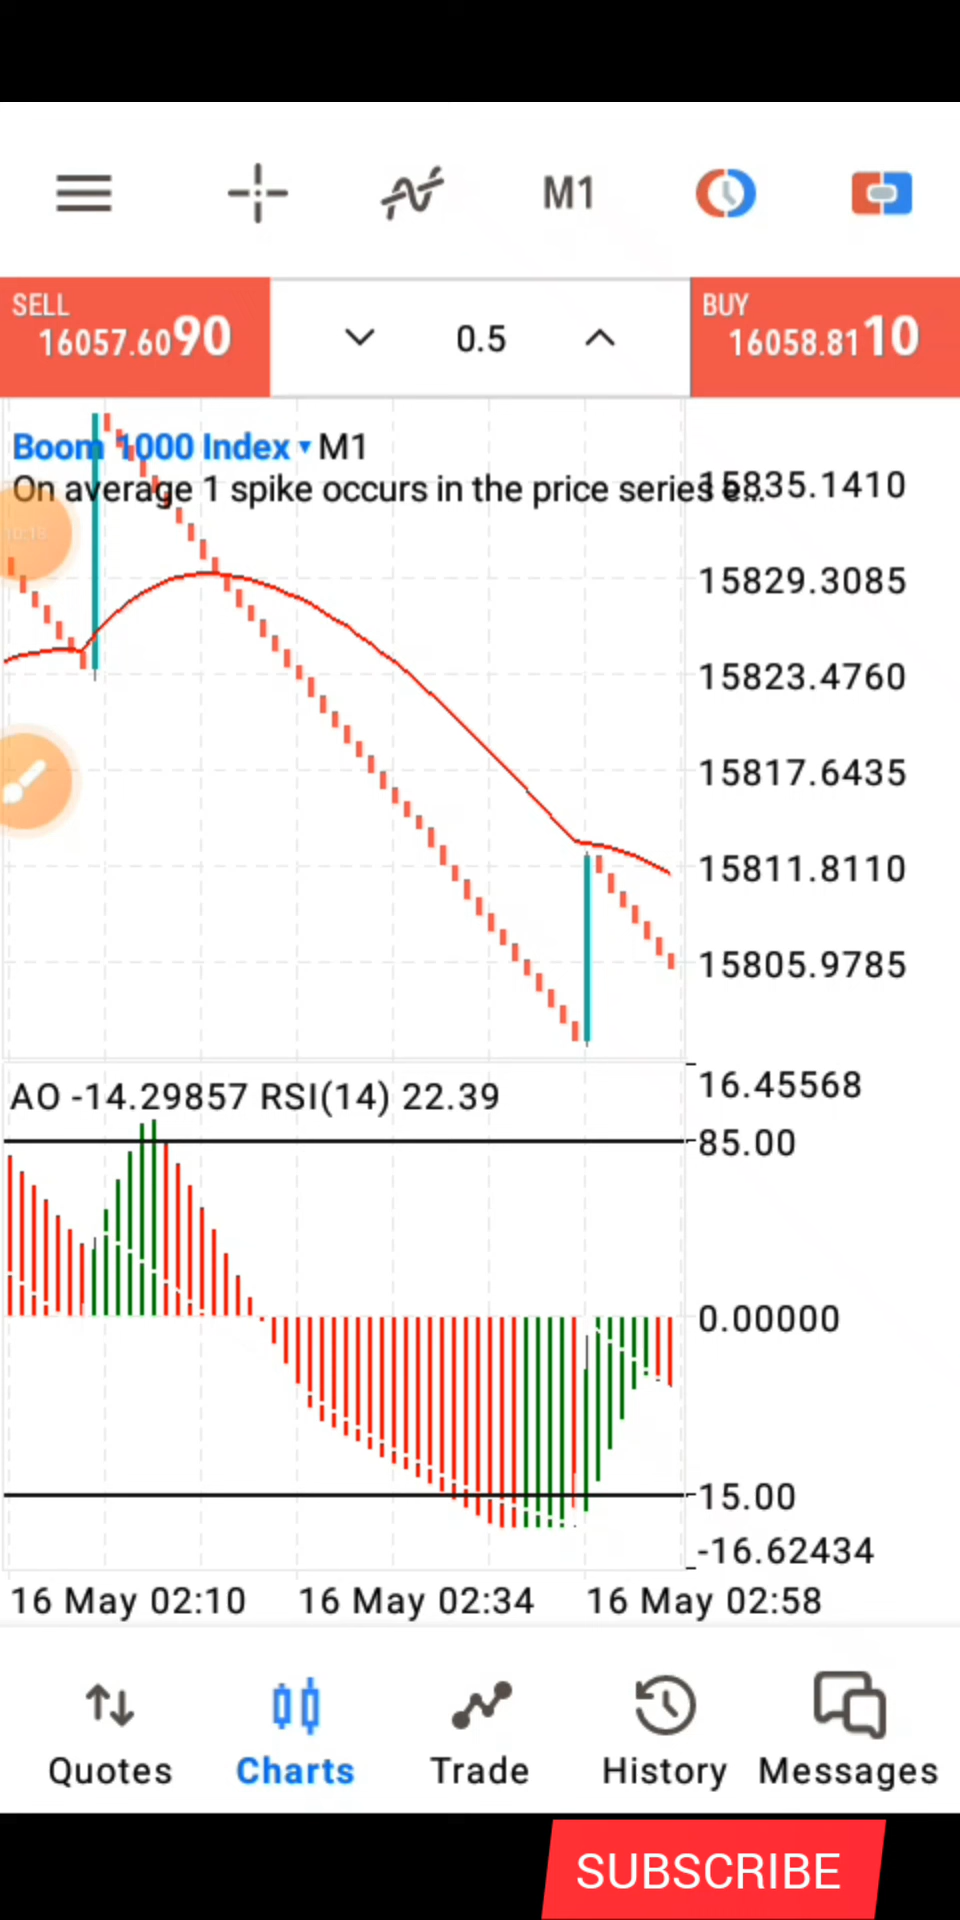 M1
SELL
BUY
16057.6090
0.5
16058.8110
Boom 1000 Index ▾ M1
On average 1 spike occurs in the price series e...
15835.1410
10:18
15829.3085
15823.4760
15817.6435
15811.8110
15805.9785
AO -14.29857 RSI(14) 22.39
16.45568
85.00
0.00000
15.00
-16.62434
16 May 02:10
16 May 02:34
16 May 02:58
Quotes
Charts
Trade
History
Messages
SUBSCRIBE